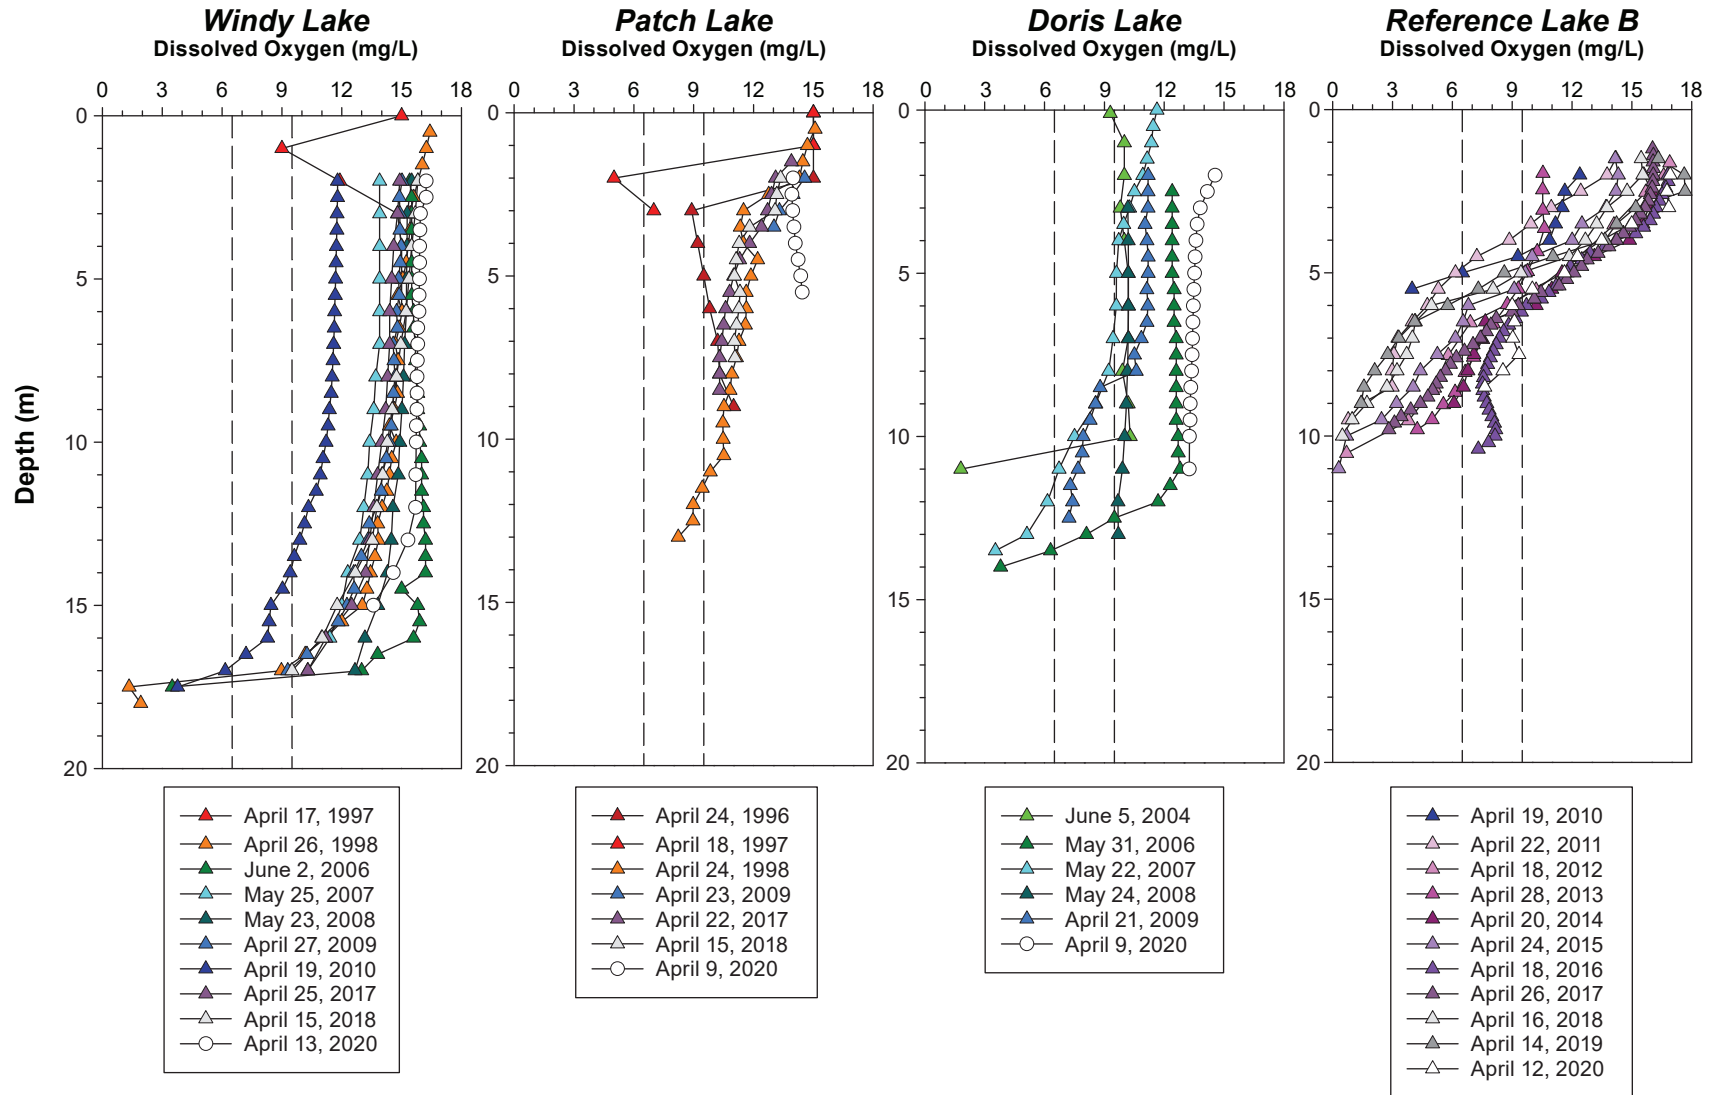 Windy Lake
Dissolved Oxygen (mg/L)
0 3 6 9 12 15 18
0
5
10
15
20
Depth (m)
April 17, 1997
April 26, 1998
June 2, 2006
May 25, 2007
May 23, 2008
April 27, 2009
April 19, 2010
April 25, 2017
April 15, 2018
April 13, 2020
Patch Lake
Dissolved Oxygen (mg/L)
0 3 6 9 12 15 18
0
5
10
15
20
April 24, 1996
April 18, 1997
April 24, 1998
April 23, 2009
April 22, 2017
April 15, 2018
April 9, 2020
Doris Lake
Dissolved Oxygen (mg/L)
0 3 6 9 12 15 18
0
5
10
15
20
June 5, 2004
May 31, 2006
May 22, 2007
May 24, 2008
April 21, 2009
April 9, 2020
Reference Lake B
Dissolved Oxygen (mg/L)
0 3 6 9 12 15 18
0
5
10
15
20
April 19, 2010
April 22, 2011
April 18, 2012
April 28, 2013
April 20, 2014
April 24, 2015
April 18, 2016
April 26, 2017
April 16, 2018
April 14, 2019
April 12, 2020